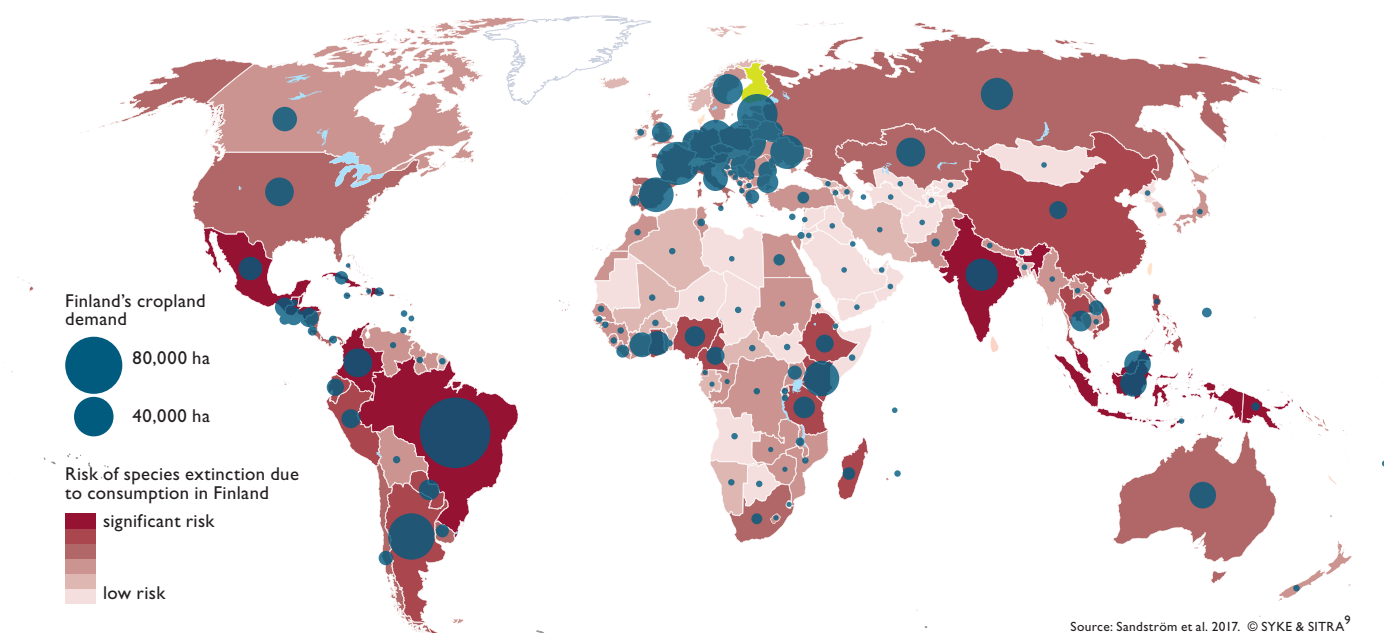 Finland's cropland
demand
80,000 ha
40,000 ha
Risk of species extinction due
to consumption in Finland
significant risk
low risk
Source: Sandström et al. 2017. © SYKE & SITRA⁹